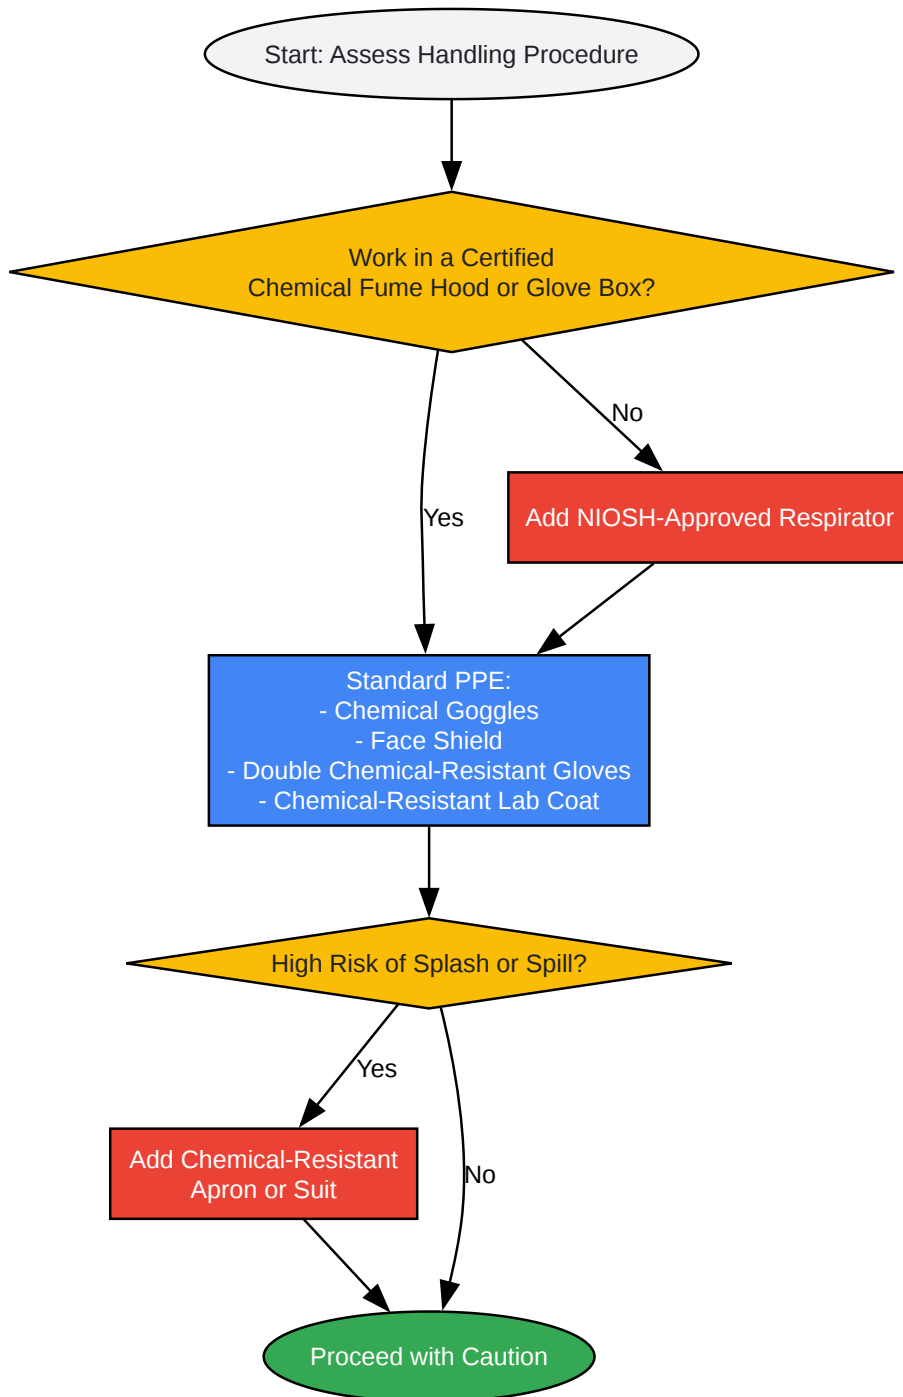 Start: Assess Handling Procedure
Work in a Certified
Chemical Fume Hood or Glove Box?
No
Yes
Add NIOSH-Approved Respirator
Standard PPE:
- Chemical Goggles
- Face Shield
- Double Chemical-Resistant Gloves
- Chemical-Resistant Lab Coat
High Risk of Splash or Spill?
Yes
Add Chemical-Resistant
Apron or Suit
No
Proceed with Caution